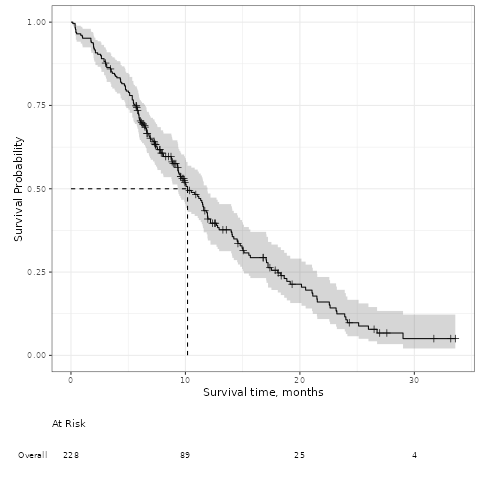 1.00
0.75
Survival Probability
0.50
0.25
0.00
0 10 20 30
Survival time, months
At Risk
Overall 228 89 25 4